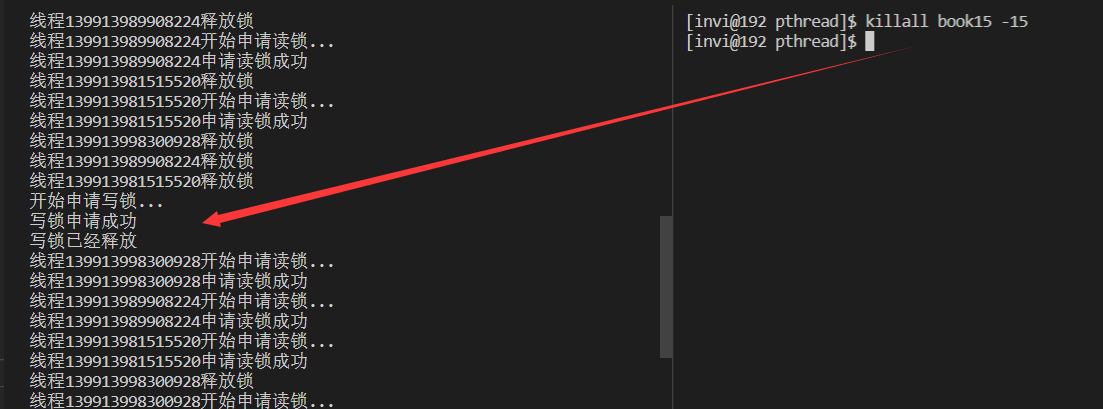 线程139913989908224释放锁
线程139913989908224开始申请读锁...
线程139913989908224申请读锁成功
线程139913981515520释放锁
线程139913981515520开始申请读锁...
线程139913981515520申请读锁成功
线程139913998300928释放锁
线程139913989908224释放锁
线程139913981515520释放锁
开始申请写锁...
写锁申请成功
写锁已经释放
线程139913998300928开始申请读锁...
线程139913998300928申请读锁成功
线程139913989908224开始申请读锁...
线程139913989908224申请读锁成功
线程139913981515520开始申请读锁...
线程139913981515520申请读锁成功
线程139913998300928释放锁
线程139913998300928开始申请读锁...
[invi@192 pthread]$ killall book15 -15
[invi@192 pthread]$